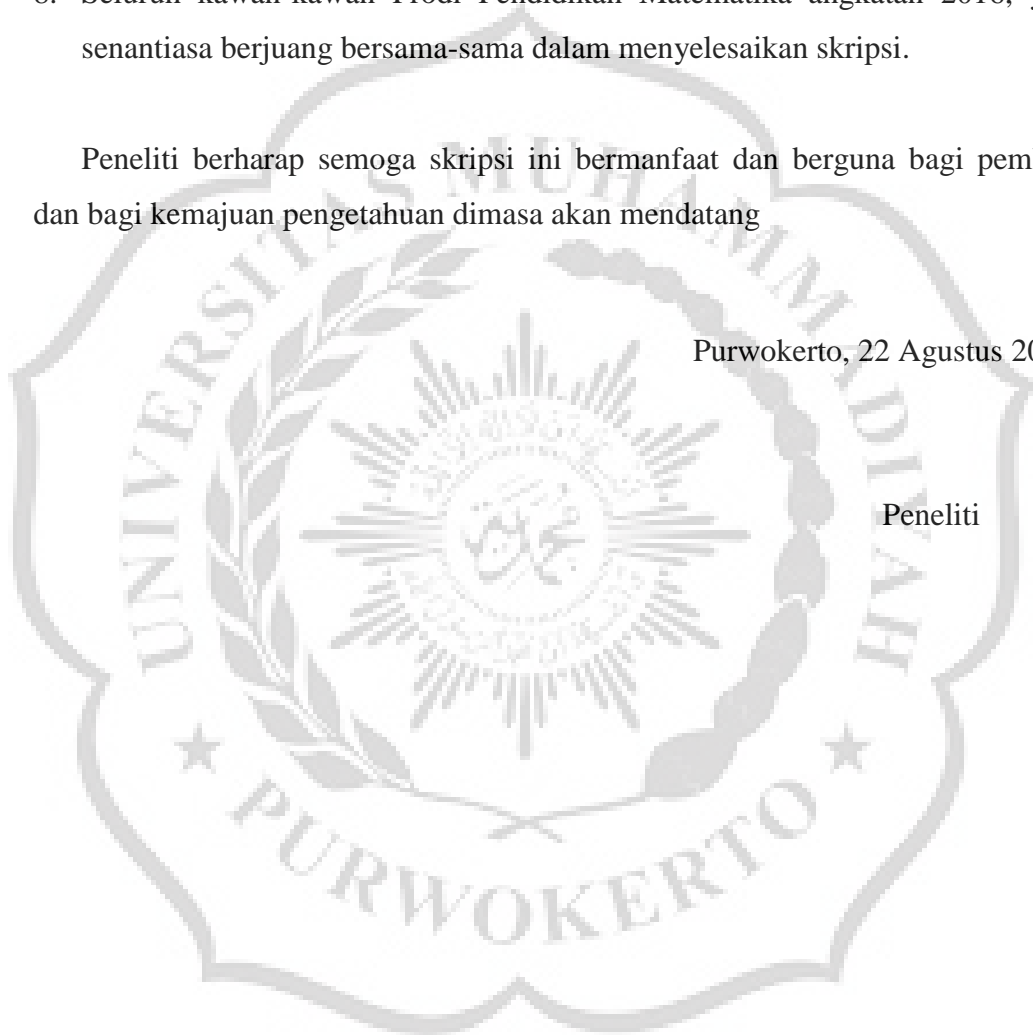 senantiasa berjuang bersama-sama dalam menyelesaikan skripsi.
Peneliti berharap semoga skripsi ini bermanfaat dan berguna bagi
dan bagi kemajuan pengetahuan dimasa akan mendatang
Purwokerto, 22 Agustus
Peneliti
UNIVERSITAS MUHAMMADIYAH
PURWOKERTO